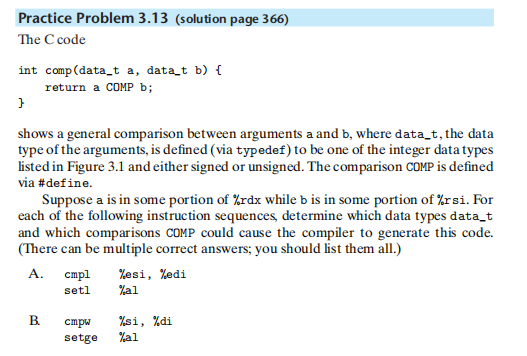 Practice Problem 3.13 (solution page 366)
The C code
int comp(data_t a, data_t b) {
return a COMP b;
}
shows a general comparison between arguments a and b, where data_t, the data
type of the arguments, is defined (via typedef) to be one of the integer data types
listed in Figure 3.1 and either signed or unsigned. The comparison COMP is defined
via #define.
Suppose a is in some portion of %rdx while b is in some portion of %rsi. For
each of the following instruction sequences, determine which data types data_t
and which comparisons COMP could cause the compiler to generate this code.
(There can be multiple correct answers; you should list them all.)
A. cmpl %esi, %edi
setl %al
B. cmpw %si, %di
setge %al